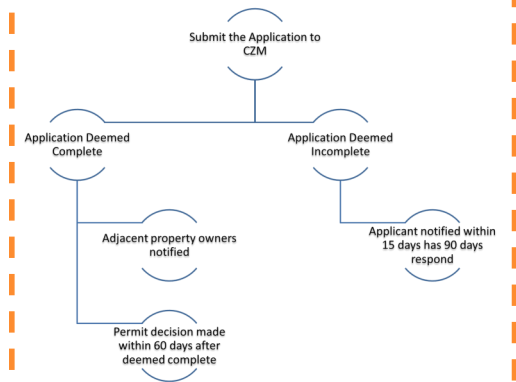 Submit the Application to
CZM
Application Deemed
Complete
Application Deemed
Incomplete
Adjacent property owners
notified
Applicant notified within
15 days has 90 days
respond
Permit decision made
within 60 days after
deemed complete